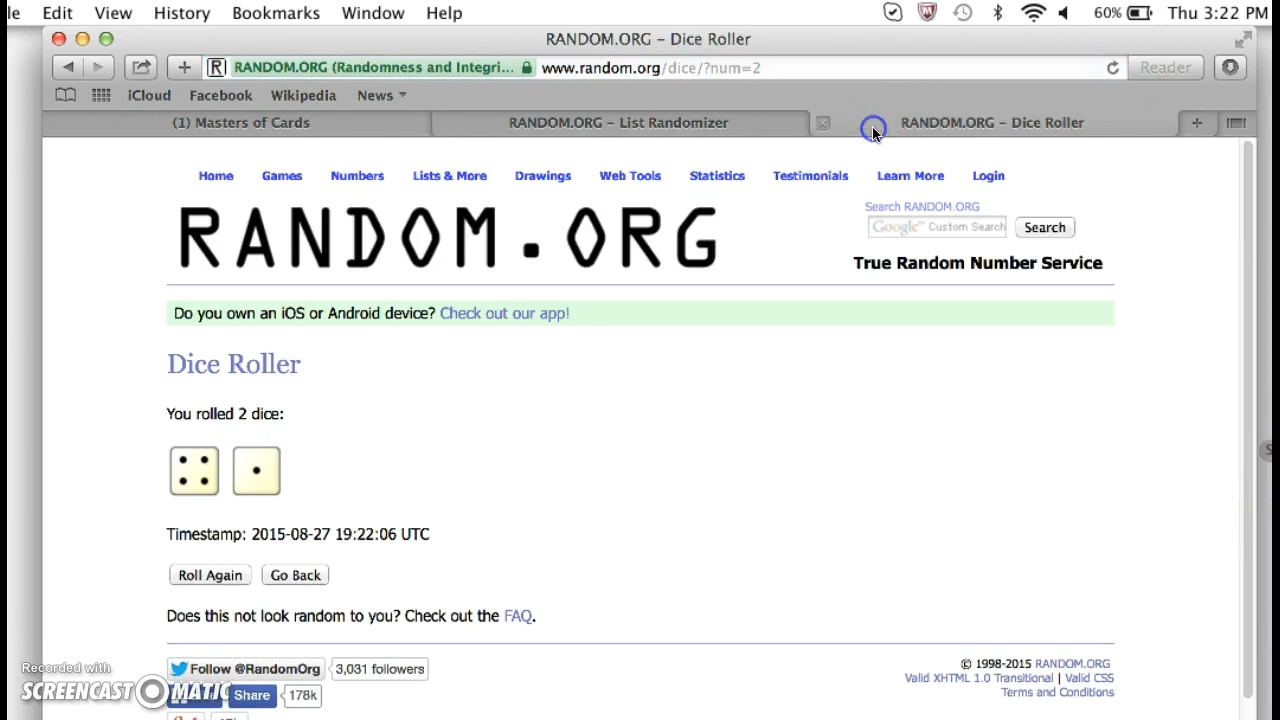 le Edit View History Bookmarks Window Help 60% Thu 3:22 PM
RANDOM.ORG – Dice Roller
R RANDOM.ORG (Randomness and Integri... www.random.org/dice/?num=2 Reader
iCloud Facebook Wikipedia News
(1) Masters of Cards RANDOM.ORG – List Randomizer RANDOM.ORG – Dice Roller
Home Games Numbers Lists & More Drawings Web Tools Statistics Testimonials Learn More Login
Search RANDOM.ORG
Google™ Custom Search Search
RANDOM.ORG
True Random Number Service
Do you own an iOS or Android device? Check out our app!
Dice Roller
You rolled 2 dice:
Timestamp: 2015-08-27 19:22:06 UTC
Roll Again Go Back
Does this not look random to you? Check out the FAQ.
Follow @RandomOrg 3,031 followers
Share 178k
© 1998-2015 RANDOM.ORG
Valid XHTML 1.0 Transitional | Valid CSS
Terms and Conditions
Recorded with
SCREENCAST MATIC